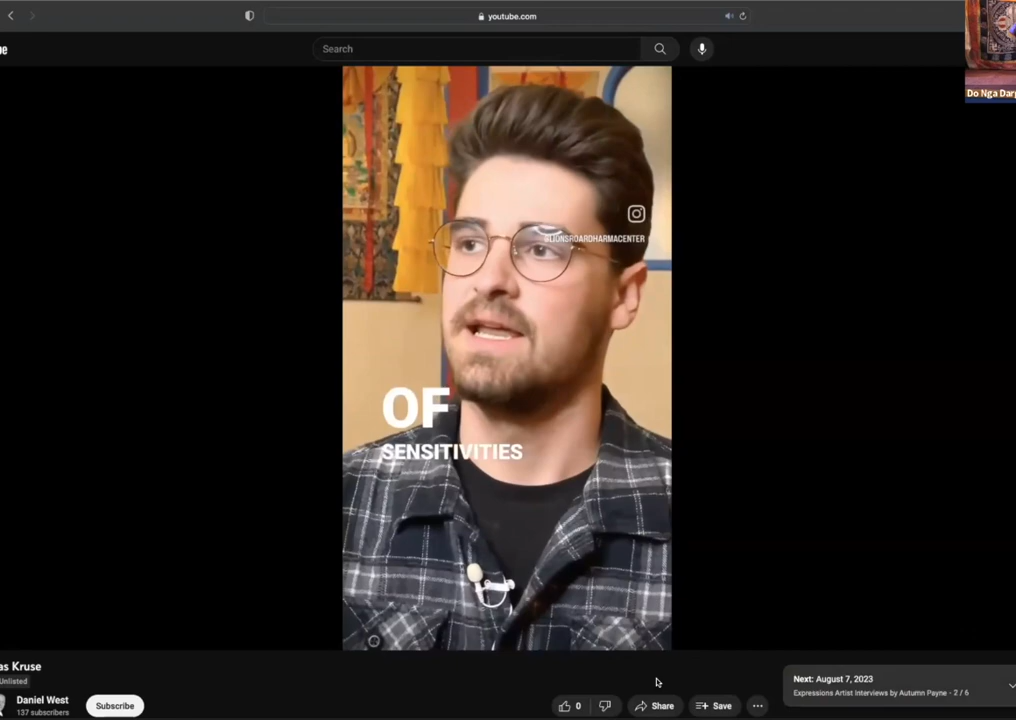 youtube.com
Do Nga Darg
Search
@LIONSROARDHARMACENTER
OF
SENSITIVITIES
as Kruse
Unlisted
Daniel West
137 subscribers
Subscribe
0
Share
Save
Next: August 7, 2023
Expressions Artist Interviews by Autumn Payne - 2 / 6